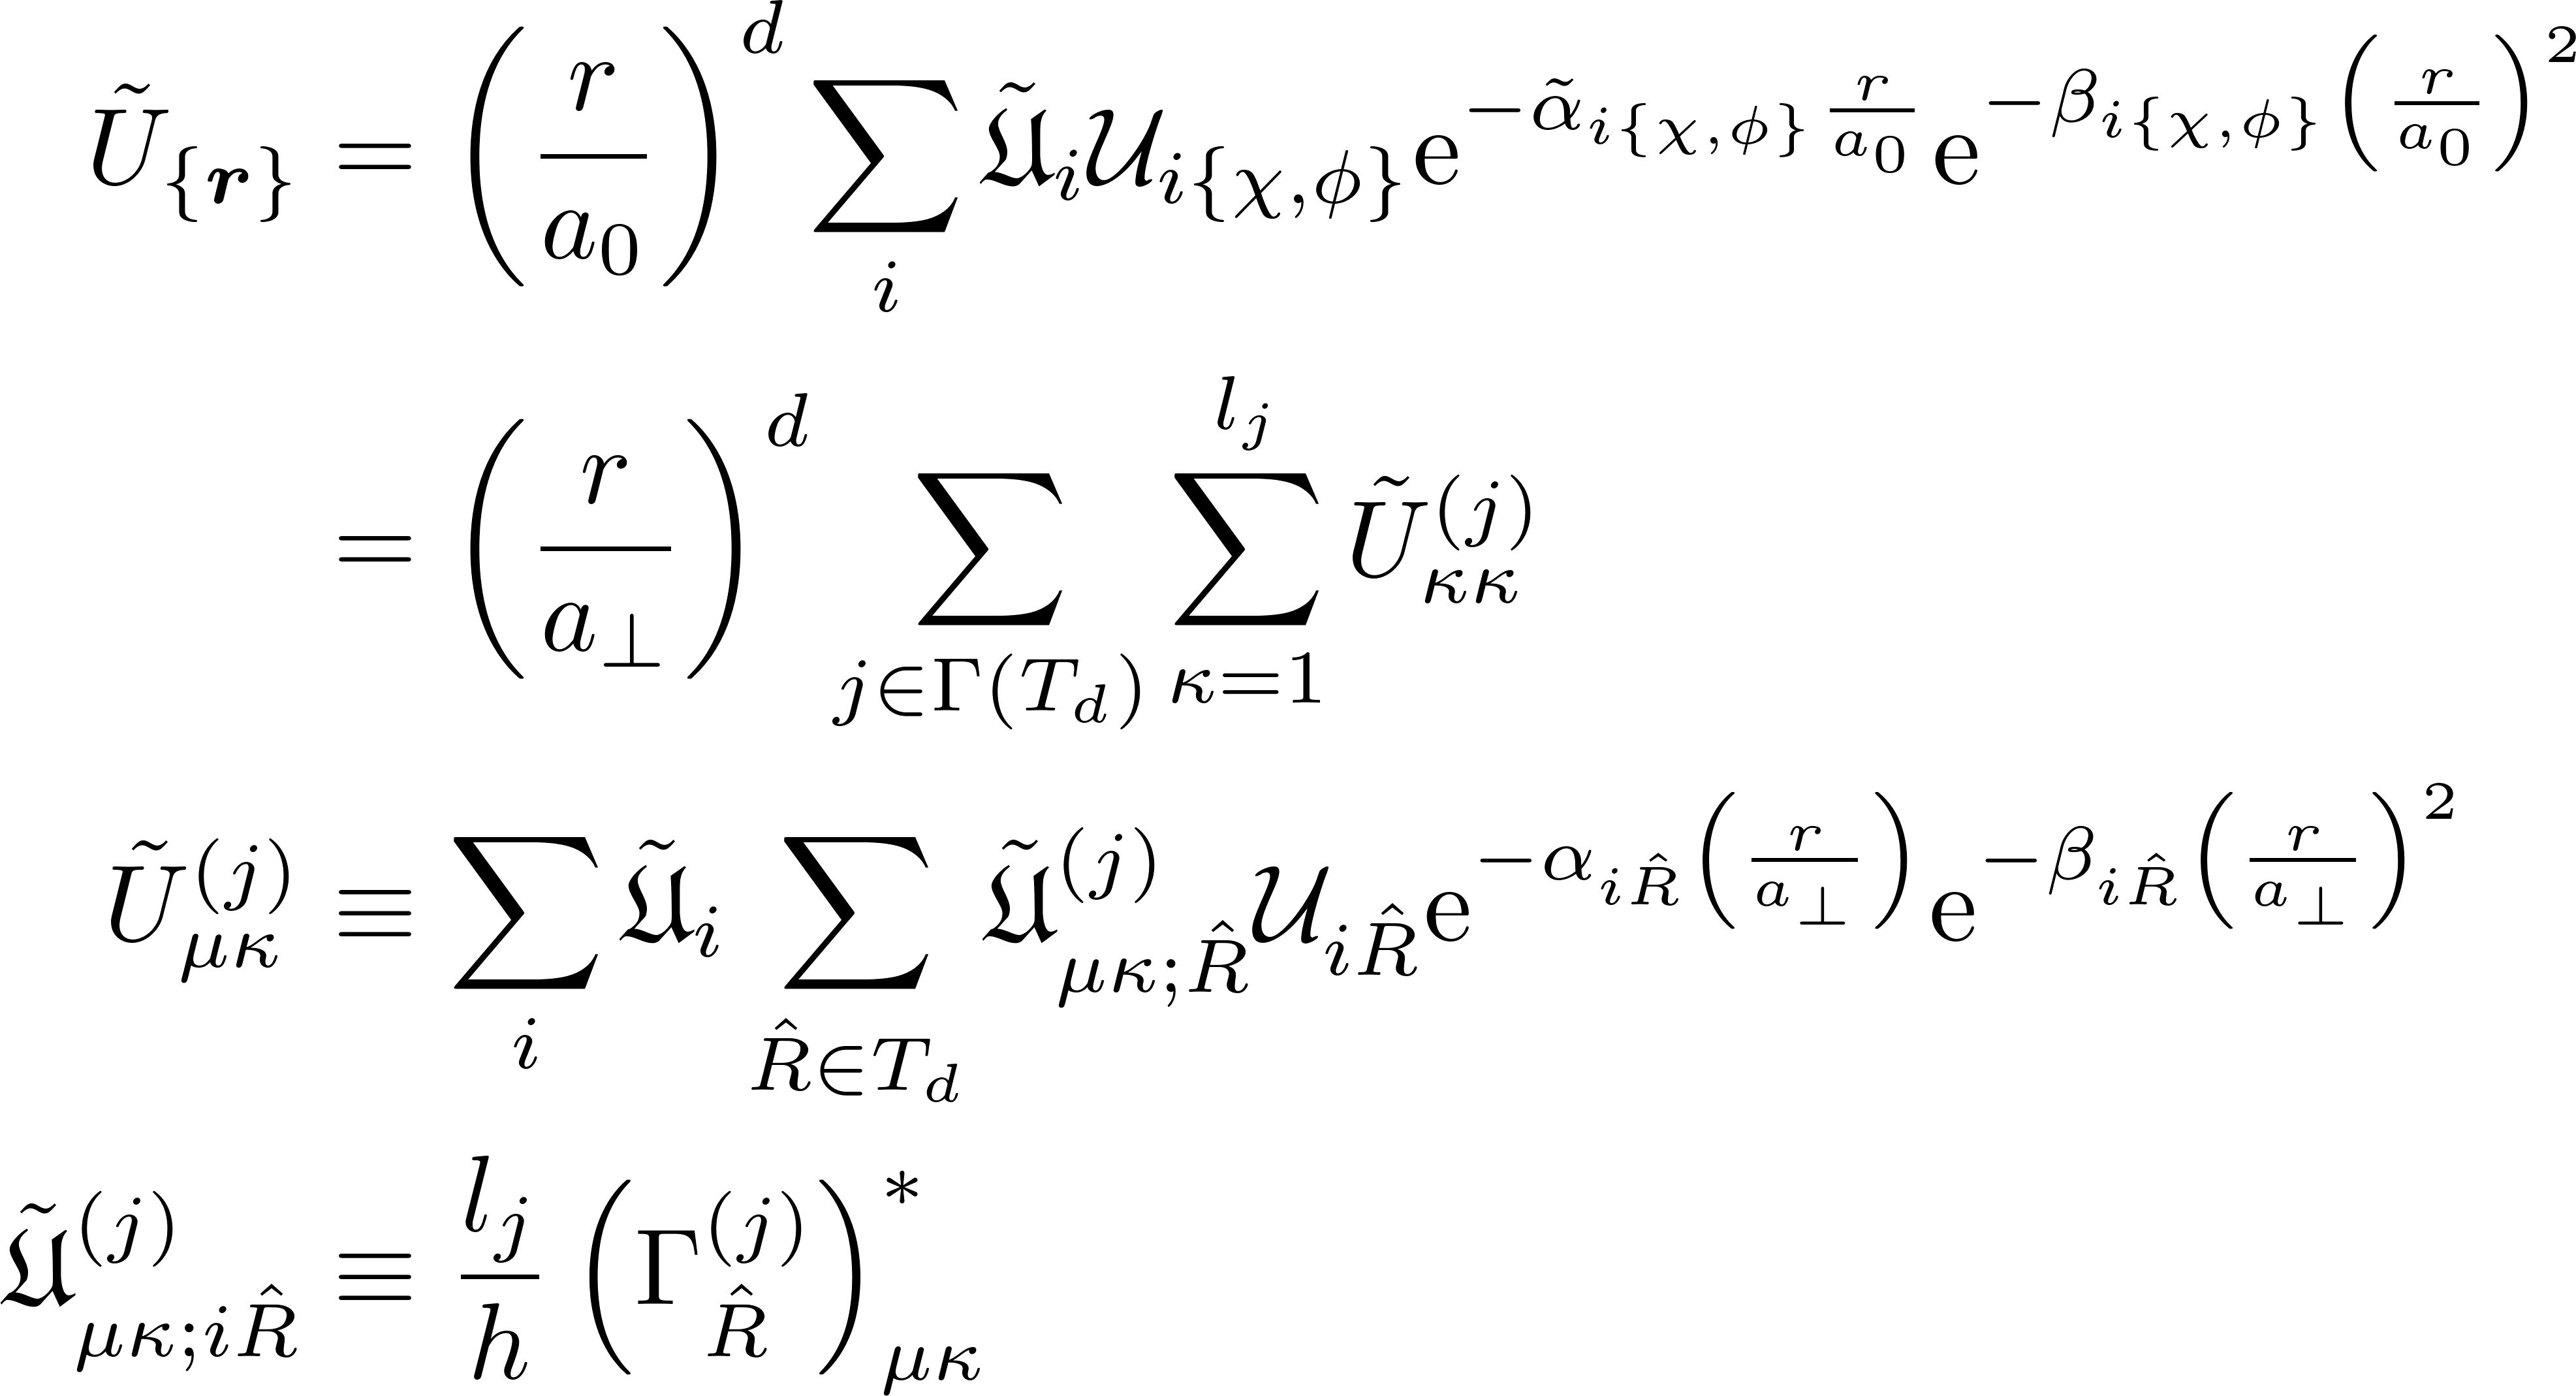 \tilde{U}_{\{\boldsymbol{r}\}} = \left(\frac{r}{a_0}\right)^d \sum_i \tilde{\mathfrak{U}}_i \mathcal{U}_{i\{\chi,\phi\}} \mathrm{e}^{-\tilde{\alpha}_{i\{\chi,\phi\}} \frac{r}{a_0}} \mathrm{e}^{-\beta_{i\{\chi,\phi\}} \left(\frac{r}{a_0}\right)^2}
= \left(\frac{r}{a_\perp}\right)^d \sum_{j \in \Gamma(T_d)} \sum_{\kappa=1}^{l_j} \tilde{U}_{\kappa\kappa}^{(j)}
\tilde{U}_{\mu\kappa}^{(j)} \equiv \sum_i \tilde{\mathfrak{U}}_i \sum_{\hat{R} \in T_d} \tilde{\mathfrak{U}}_{\mu\kappa;\hat{R}}^{(j)} \mathcal{U}_{i\hat{R}} \mathrm{e}^{-\alpha_{i\hat{R}} \left(\frac{r}{a_\perp}\right)} \mathrm{e}^{-\beta_{i\hat{R}} \left(\frac{r}{a_\perp}\right)^2}
\tilde{\mathfrak{U}}_{\mu\kappa;i\hat{R}}^{(j)} \equiv \frac{l_j}{h} \left(\Gamma_{\hat{R}}^{(j)}\right)_{\mu\kappa}^*